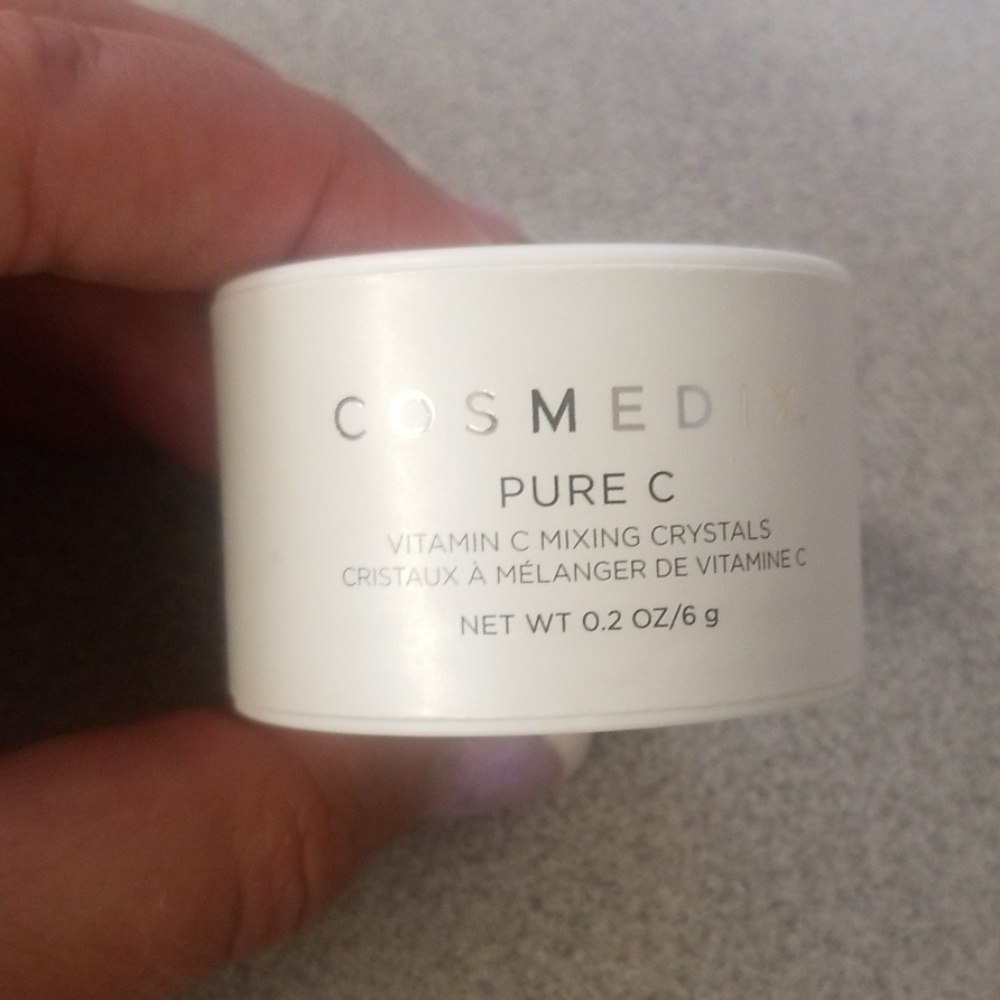 COSMEDIX
PURE C
VITAMIN C MIXING CRYSTALS
CRISTAUX À MÉLANGER DE VITAMINE C
NET WT 0.2 OZ/6 g